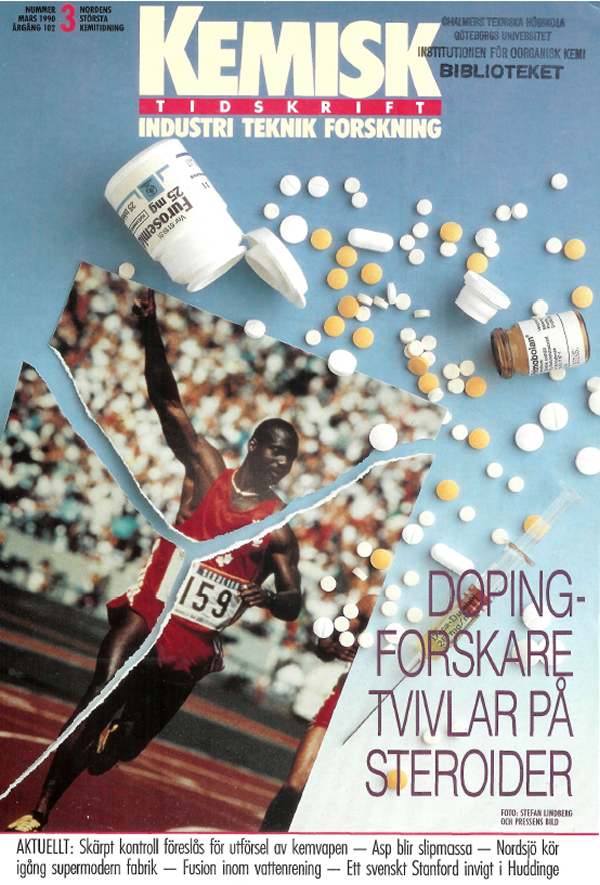 NUMMER 3 NORDENS
MARS 1990 STÖRSTA
ÅRGÅNG 102 KEMITIDNING
KEMISK
TIDSKRIFT
INDUSTRI TEKNIK FORSKNING
CHALMERS TEKNISKA HÖGSKOLA
GÖTEBORGS UNIVERSITET
INSTITUTIONEN FÖR OORGANISK KEMI
BIBLIOTEKET
Furosemi
25 mg
159
DOPING-
FORSKARE
TVIVLAR PÅ
STEROIDER
FOTO: STEFAN LINDBERG
OCH PRESSENS BILD
AKTUELLT: Skärpt kontroll föreslås för utförsel av kemvapen — Asp blir slipmassa — Nordsjö kör
igång supermodern fabrik — Fusion inom vattenrening — Ett svenskt Stanford invigt i Huddinge